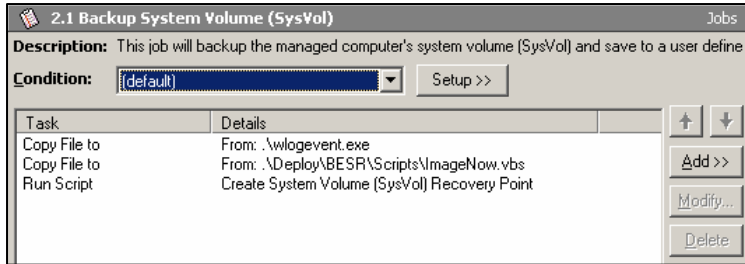 2.1 Backup System Volume (SysVol) Jobs
Description: This job will backup the managed computer's system volume (SysVol) and save to a user define
Condition: (default) Setup >>
Task Details
Copy File to From: .\wlogevent.exe
Copy File to From: .\Deploy\BESR\Scripts\ImageNow.vbs
Run Script Create System Volume (SysVol) Recovery Point
Add >>
Modify...
Delete